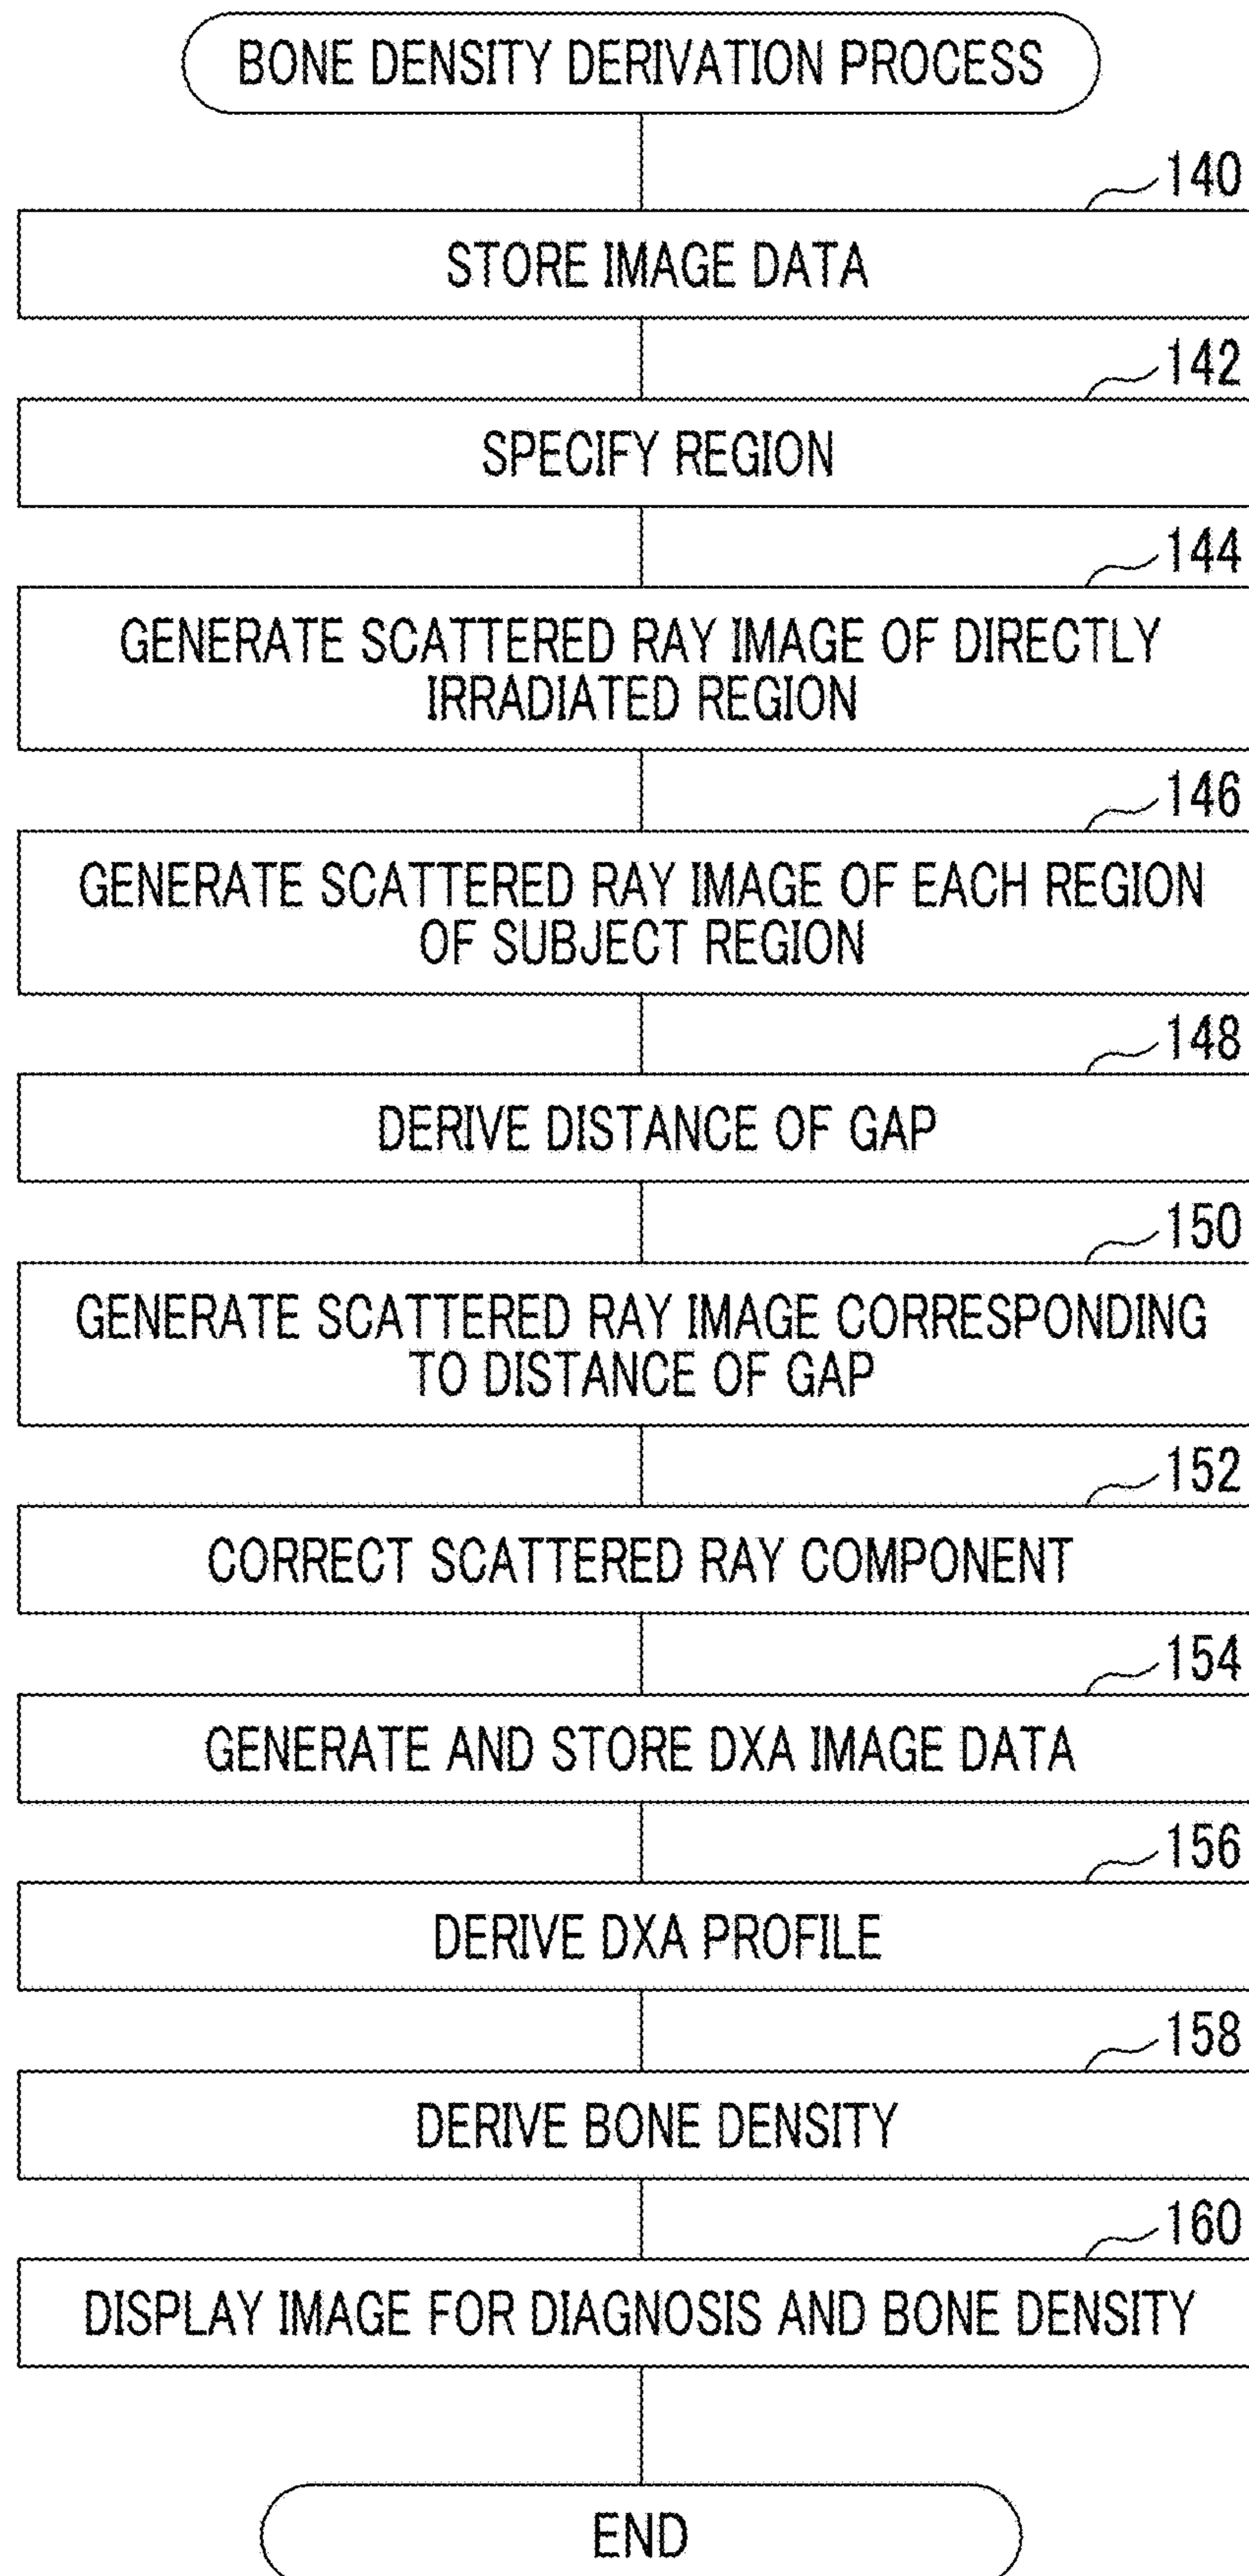 BONE DENSITY DERIVATION PROCESS
140
STORE IMAGE DATA
142
SPECIFY REGION
144
GENERATE SCATTERED RAY IMAGE OF DIRECTLY
IRRADIATED REGION
146
GENERATE SCATTERED RAY IMAGE OF EACH REGION
OF SUBJECT REGION
148
DERIVE DISTANCE OF GAP
150
GENERATE SCATTERED RAY IMAGE CORRESPONDING
TO DISTANCE OF GAP
152
CORRECT SCATTERED RAY COMPONENT
154
GENERATE AND STORE DXA IMAGE DATA
156
DERIVE DXA PROFILE
158
DERIVE BONE DENSITY
160
DISPLAY IMAGE FOR DIAGNOSIS AND BONE DENSITY
END